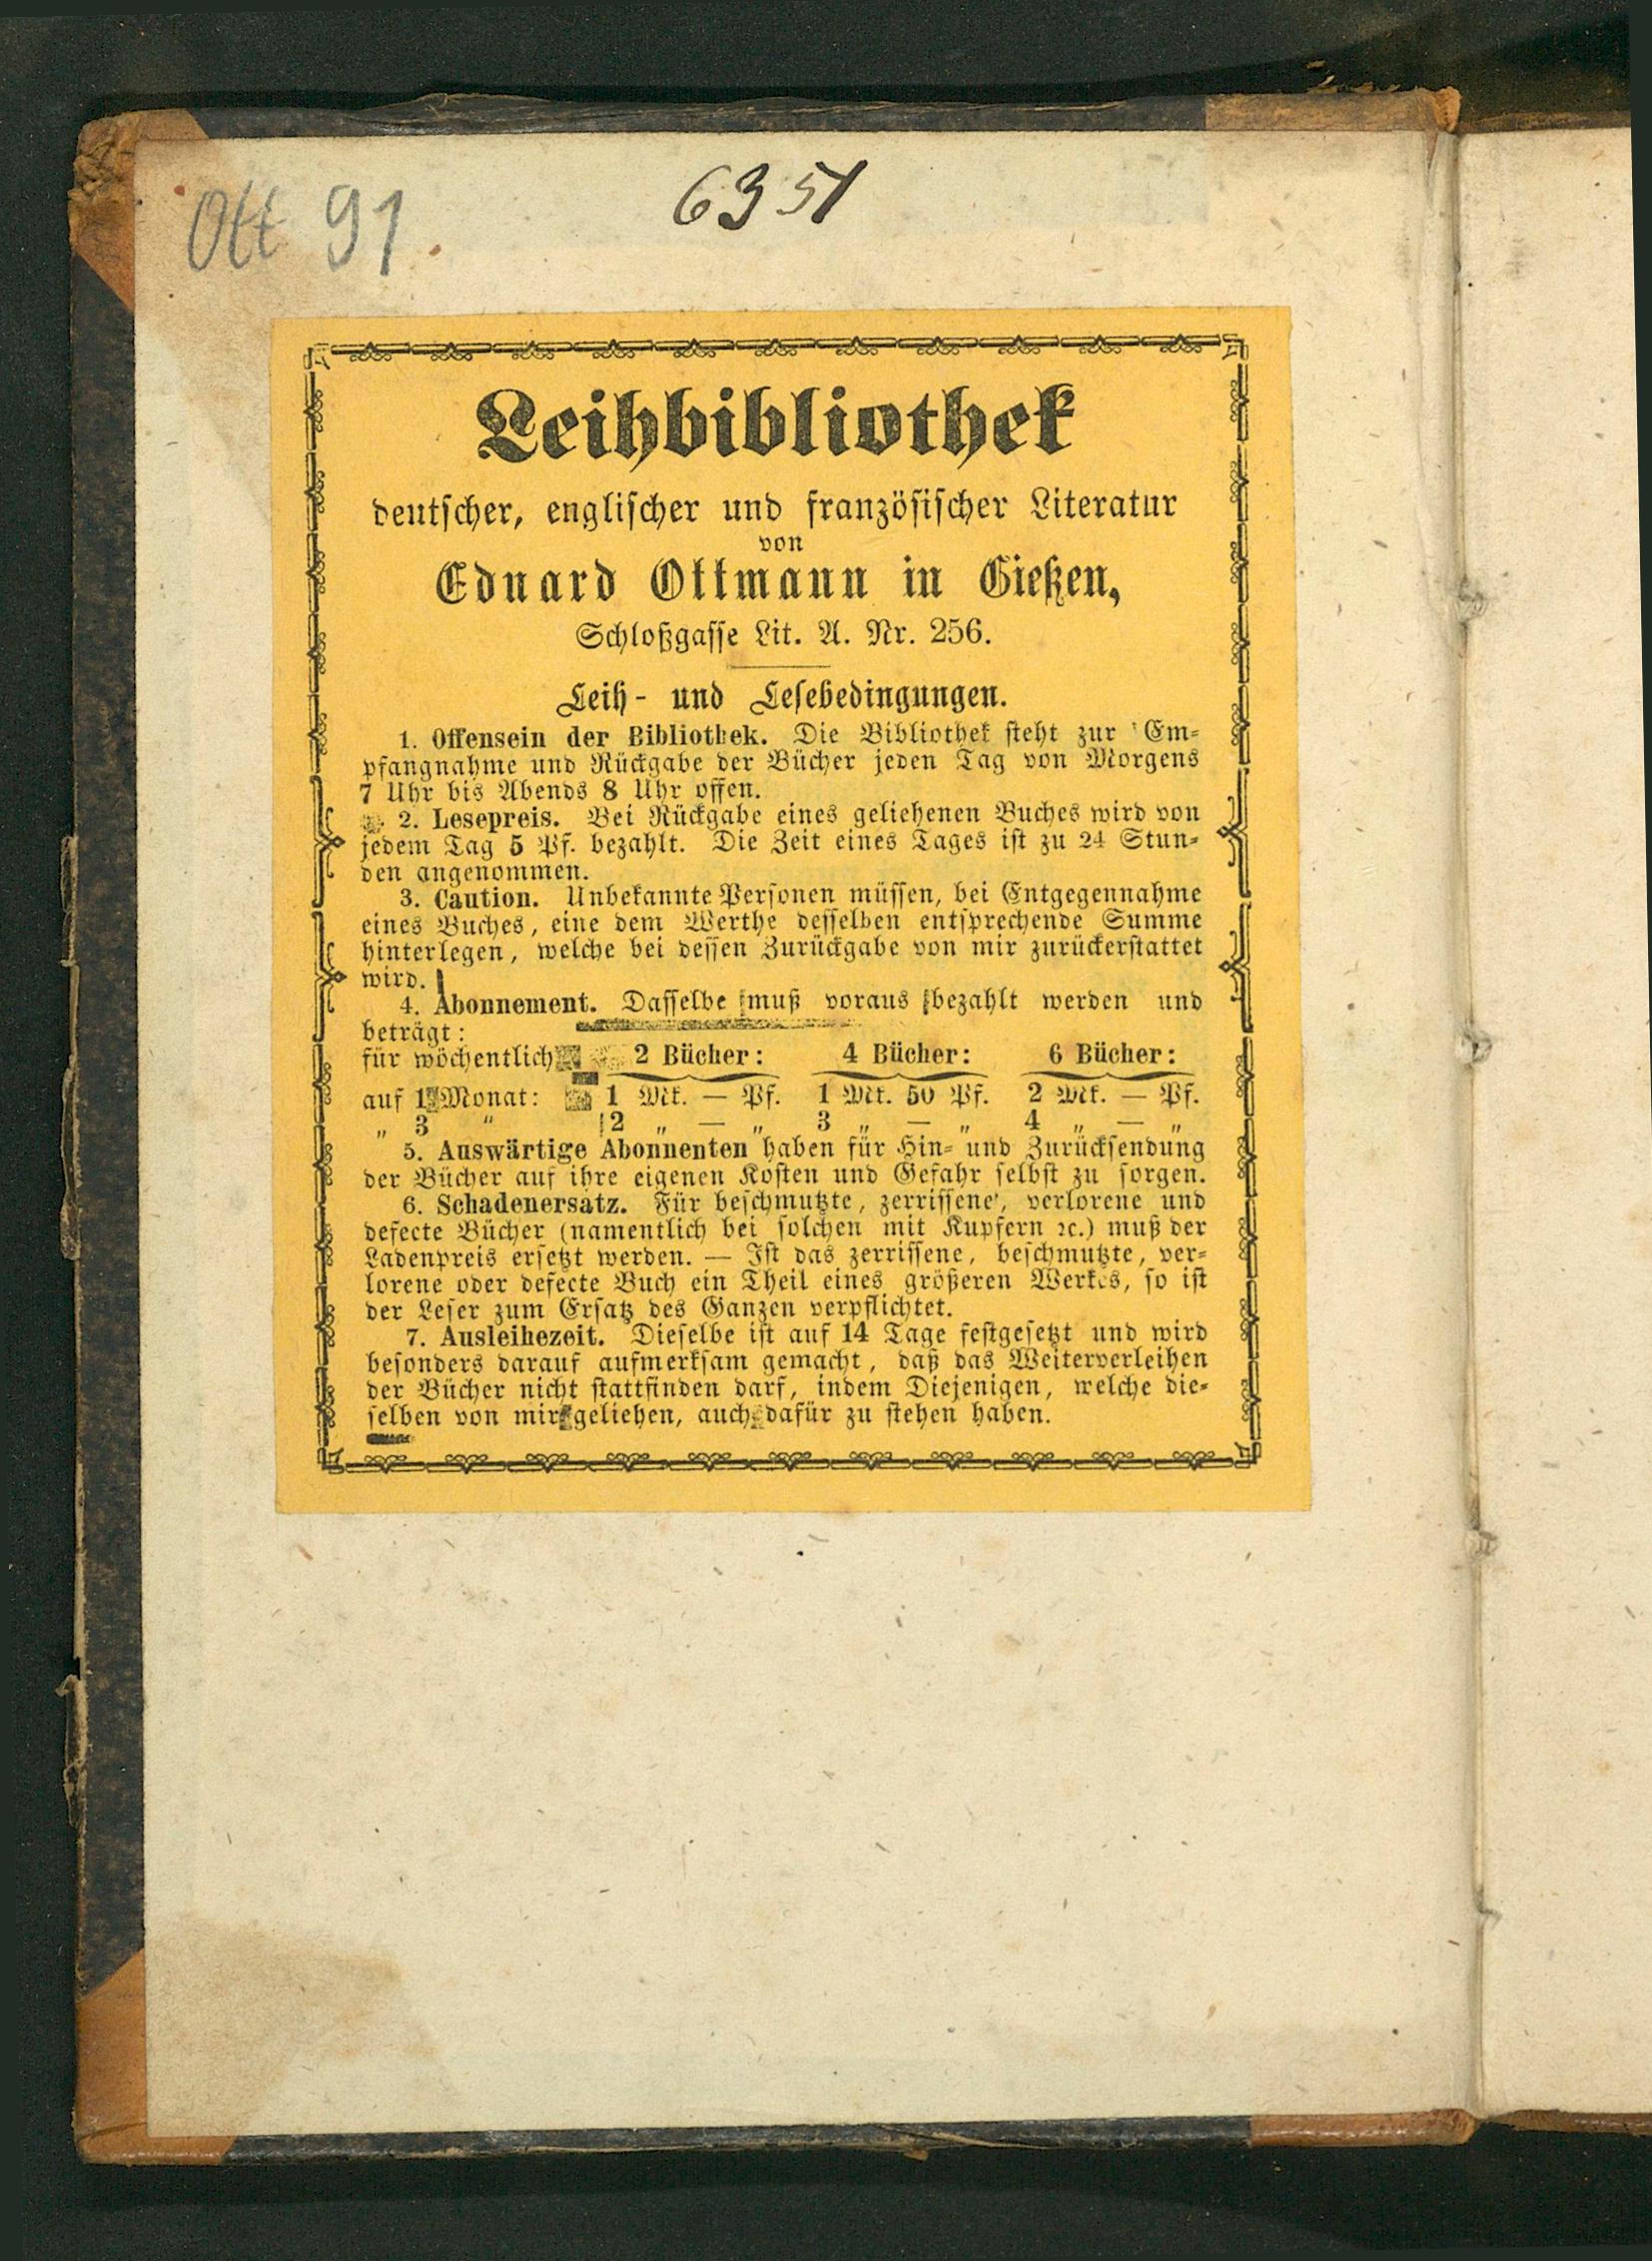 Ott 91
6351
Leihbibliothek
deutscher, englischer und französischer Literatur
von
Eduard Ottmann in Gießen,
Schloßgasse Lit. A. Nr. 256.
Leih- und Lesebedingungen.
1. Offensein der Bibliothek. Die Bibliothek steht zur Em-
pfangnahme und Rückgabe der Bücher jeden Tag von Morgens
7 Uhr bis Abends 8 Uhr offen.
2. Lesepreis. Bei Rückgabe eines geliehenen Buches wird von
jedem Tag 5 Pf. bezahlt. Die Zeit eines Tages ist zu 24 Stun-
den angenommen.
3. Caution. Unbekannte Personen müssen, bei Entgegennahme
eines Buches, eine dem Werthe desselben entsprechende Summe
hinterlegen, welche bei dessen Zurückgabe von mir zurückerstattet
wird.
4. Abonnement. Dasselbe muß voraus bezahlt werden und
beträgt:
für wöchentlich 2 Bücher: 4 Bücher: 6 Bücher:
auf 1 Monat: 1 Mk. — Pf. 1 Mk. 50 Pf. 2 Mk. — Pf.
„ 3 „ 2 „ — „ 3 „ — „ 4 „ — „
5. Auswärtige Abonnenten haben für Hin- und Zurücksendung
der Bücher auf ihre eigenen Kosten und Gefahr selbst zu sorgen.
6. Schadenersatz. Für beschmutzte, zerrissene, verlorene und
defecte Bücher (namentlich bei solchen mit Kupfern ꝛc.) muß der
Ladenpreis ersetzt werden. — Ist das zerrissene, beschmutzte, ver-
lorene oder defecte Buch ein Theil eines größeren Werkes, so ist
der Leser zum Ersatz des Ganzen verpflichtet.
7. Ausleihezeit. Dieselbe ist auf 14 Tage festgesetzt und wird
besonders darauf aufmerksam gemacht, daß das Weiterverleihen
der Bücher nicht stattfinden darf, indem Diejenigen, welche die-
selben von mir geliehen, auch dafür zu stehen haben.